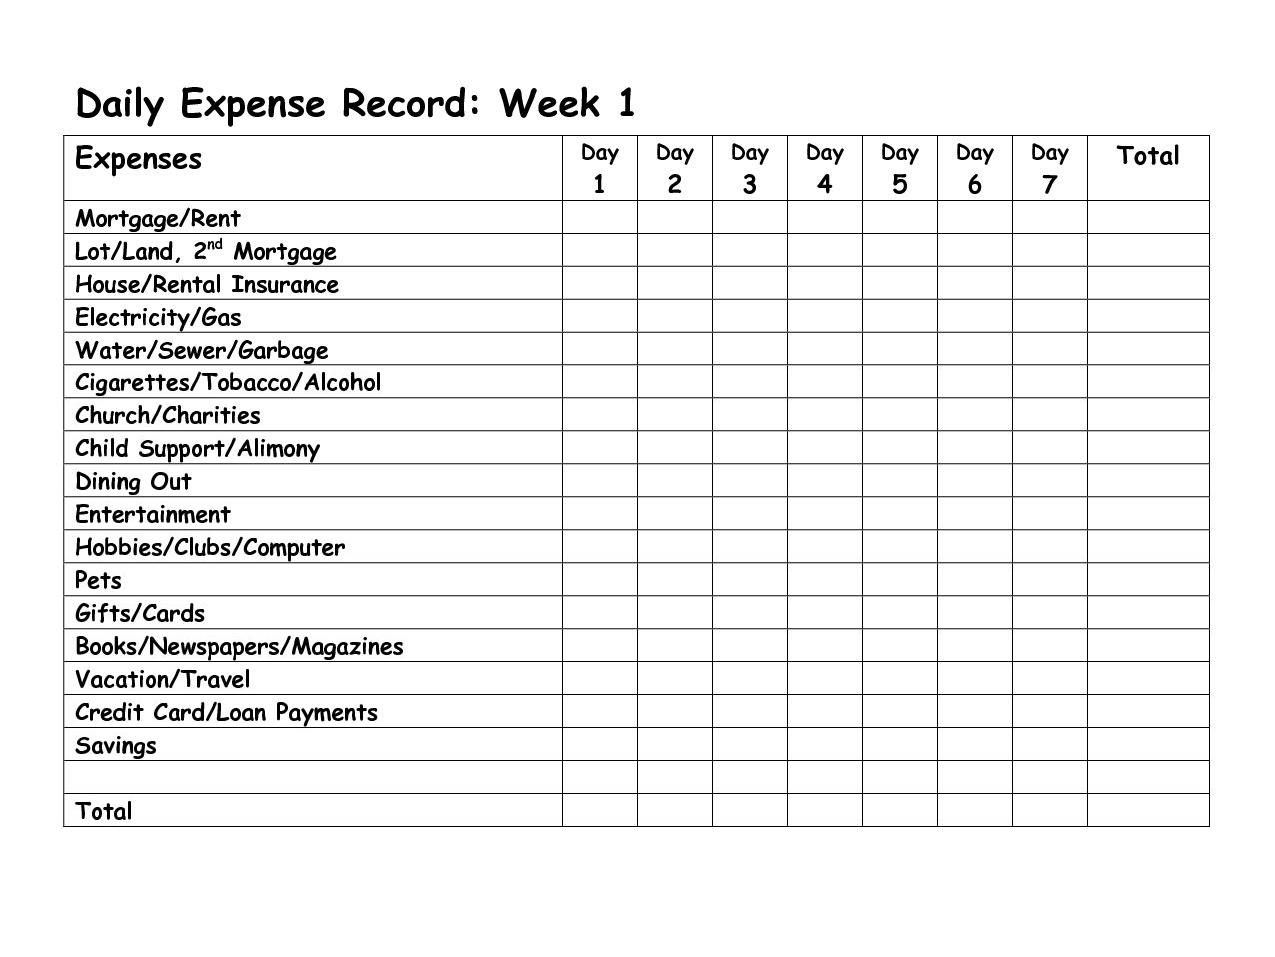 Daily Expense Record: Week 1
Expenses Day 1 Day 2 Day 3 Day 4 Day 5 Day 6 Day 7 Total
Mortgage/Rent
Lot/Land, 2nd Mortgage
House/Rental Insurance
Electricity/Gas
Water/Sewer/Garbage
Cigarettes/Tobacco/Alcohol
Church/Charities
Child Support/Alimony
Dining Out
Entertainment
Hobbies/Clubs/Computer
Pets
Gifts/Cards
Books/Newspapers/Magazines
Vacation/Travel
Credit Card/Loan Payments
Savings
Total